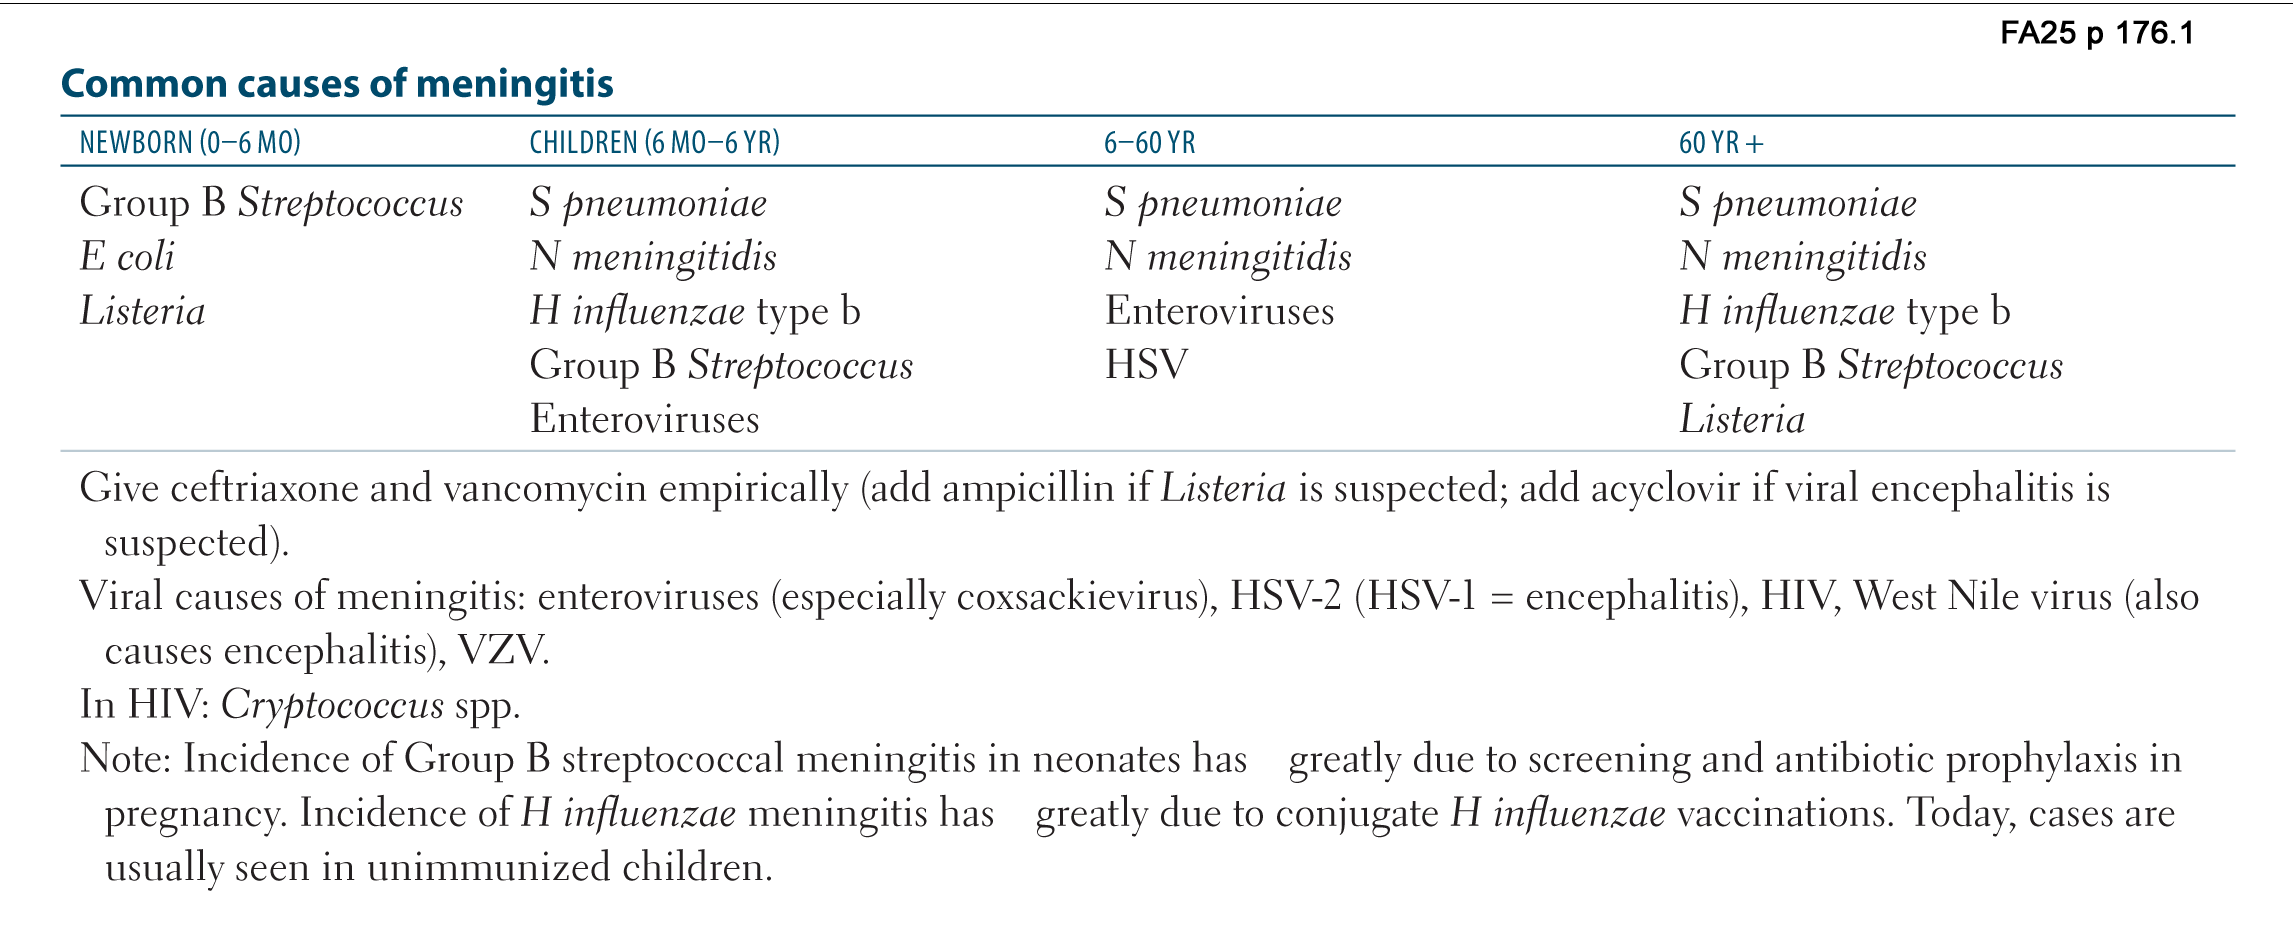 FA25 p 176.1
Common causes of meningitis
NEWBORN (0–6 MO) CHILDREN (6 MO–6 YR) 6–60 YR 60 YR +
Group B Streptococcus S pneumoniae S pneumoniae S pneumoniae
E coli N meningitidis N meningitidis N meningitidis
Listeria H influenzae type b Enteroviruses H influenzae type b
Group B Streptococcus HSV Group B Streptococcus
Enteroviruses Listeria
Give ceftriaxone and vancomycin empirically (add ampicillin if Listeria is suspected; add acyclovir if viral encephalitis is
suspected).
Viral causes of meningitis: enteroviruses (especially coxsackievirus), HSV-2 (HSV-1 = encephalitis), HIV, West Nile virus (also
causes encephalitis), VZV.
In HIV: Cryptococcus spp.
Note: Incidence of Group B streptococcal meningitis in neonates has greatly due to screening and antibiotic prophylaxis in
pregnancy. Incidence of H influenzae meningitis has greatly due to conjugate H influenzae vaccinations. Today, cases are
usually seen in unimmunized children.